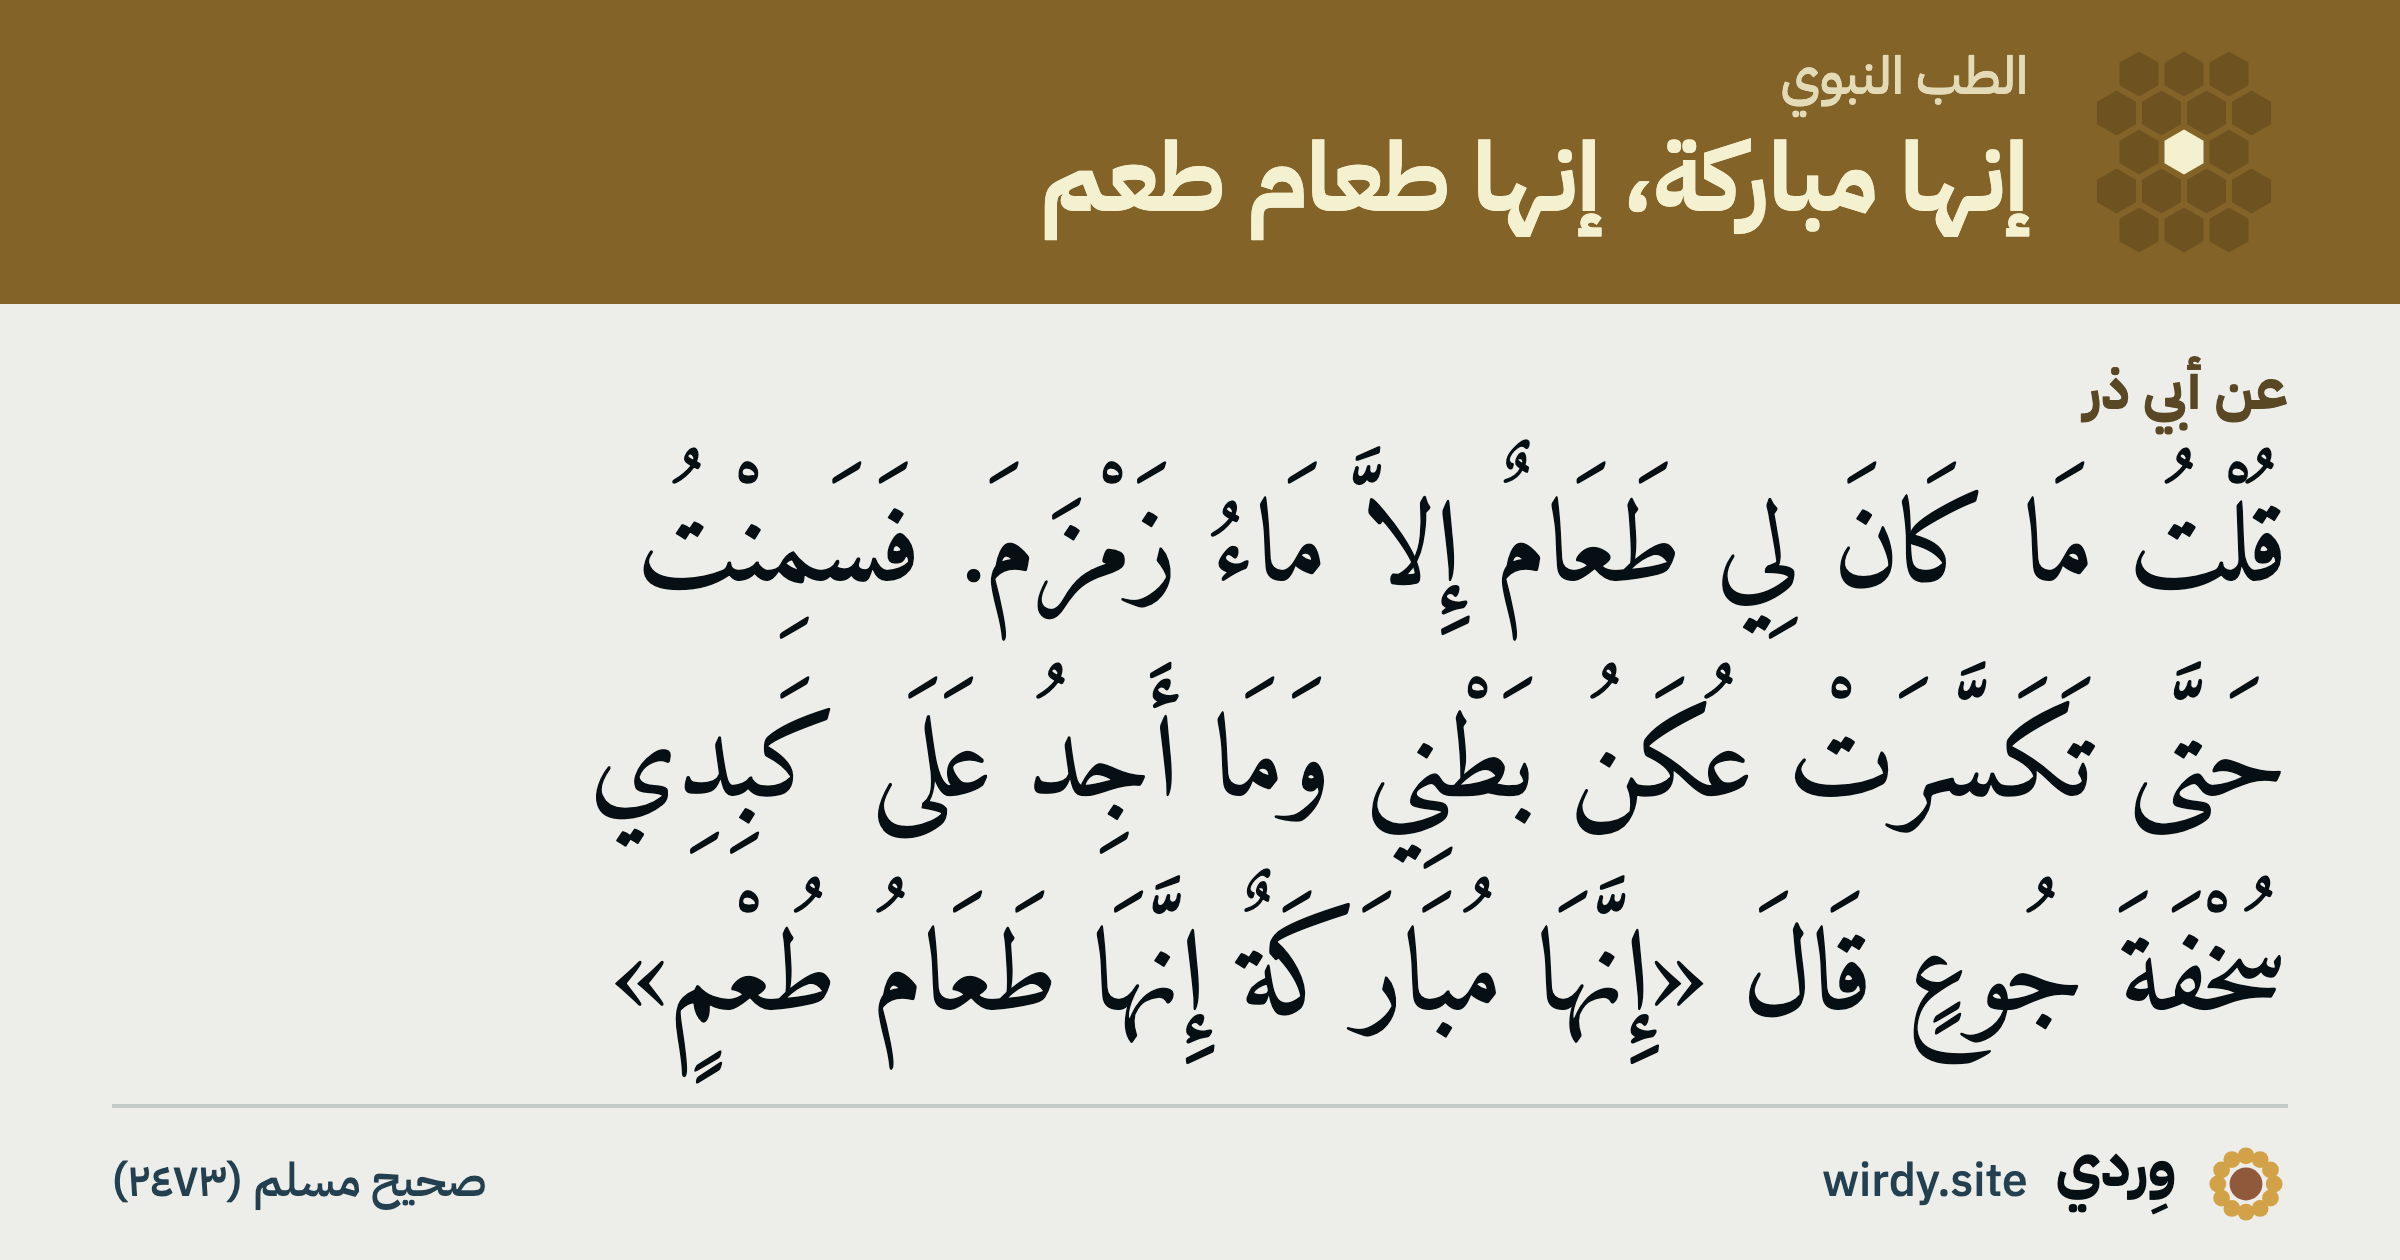 الطب النبوي
إنها مباركة، إنها طعام طعم
عن أبي ذر
قُلْتُ مَا كَانَ لِي طَعَامٌ إِلاَّ مَاءُ زَمْزَمَ. فَسَمِنْتُ
حَتَّى تَكَسَّرَتْ عُكَنُ بَطْنِي وَمَا أَجِدُ عَلَى كَبِدِي
سُخْفَةَ جُوعٍ قَالَ «إِنَّهَا مُبَارَكَةٌ إِنَّهَا طَعَامُ طُعْمٍ»
وِردي wirdy.site
صحيح مسلم (٢٤٧٣)